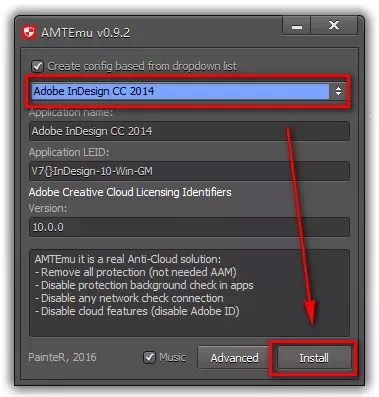 AMTEmu v0.9.2
Create config based from dropdown list
Adobe InDesign CC 2014
Application name:
Adobe InDesign CC 2014
Application LEID:
V7{}InDesign-10-Win-GM
Adobe Creative Cloud Licensing Identifiers
Version:
10.0.0
AMTEmu it is a real Anti-Cloud solution:
- Remove all protection (not needed AAM)
- Disable protection background check in apps
- Disable any network check connection
- Disable cloud features (disable Adobe ID)
PainteR, 2016 Music Advanced Install